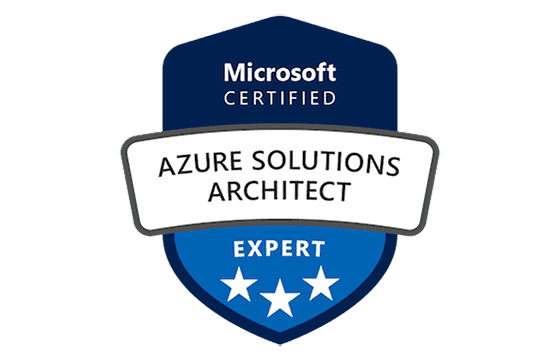 Microsoft
CERTIFIED
AZURE SOLUTIONS
ARCHITECT
EXPERT